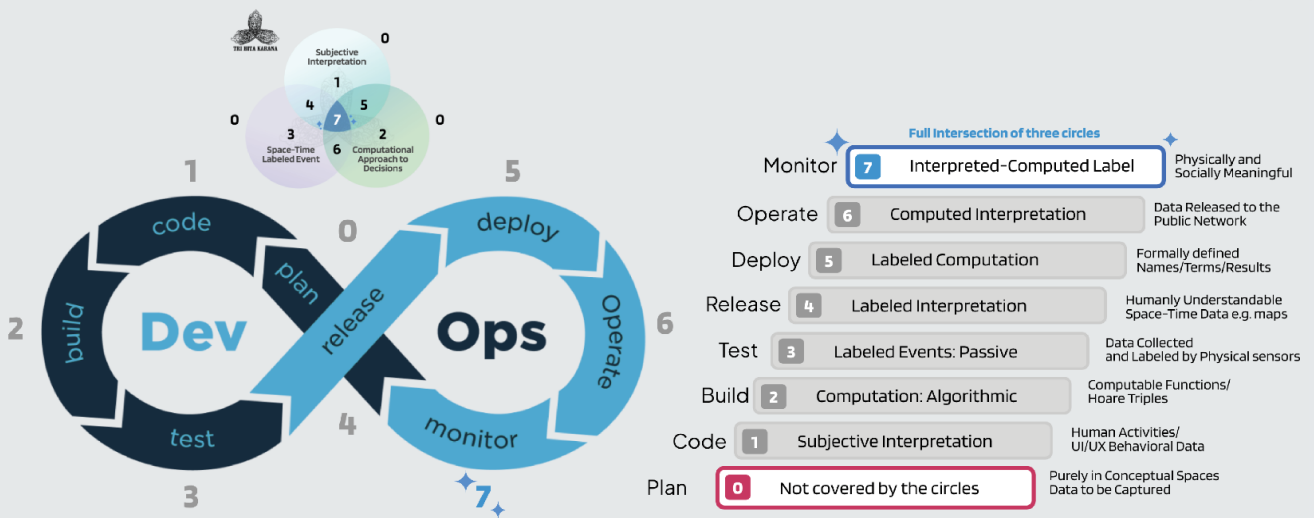 TRI HITA KARANA
0
Subjective
Interpretation
1
4
5
7
0
3
2
0
Space-Time
Labeled Event
6
Computational
Approach to
Decisions
1
5
code
deploy
0
plan
release
2
build
Dev
Ops
Operate
6
test
monitor
4
3
7
Full Intersection of three circles
Monitor
7
Interpreted-Computed Label
Physically and
Socially Meaningful
Operate
6
Computed Interpretation
Data Released to the
Public Network
Deploy
5
Labeled Computation
Formally defined
Names/Terms/Results
Release
4
Labeled Interpretation
Humanly Understandable
Space-Time Data e.g. maps
Test
3
Labeled Events: Passive
Data Collected
and Labeled by Physical sensors
Build
2
Computation: Algorithmic
Computable Functions/
Hoare Triples
Code
1
Subjective Interpretation
Human Activities/
UI/UX Behavioral Data
Plan
0
Not covered by the circles
Purely in Conceptual Spaces
Data to be Captured